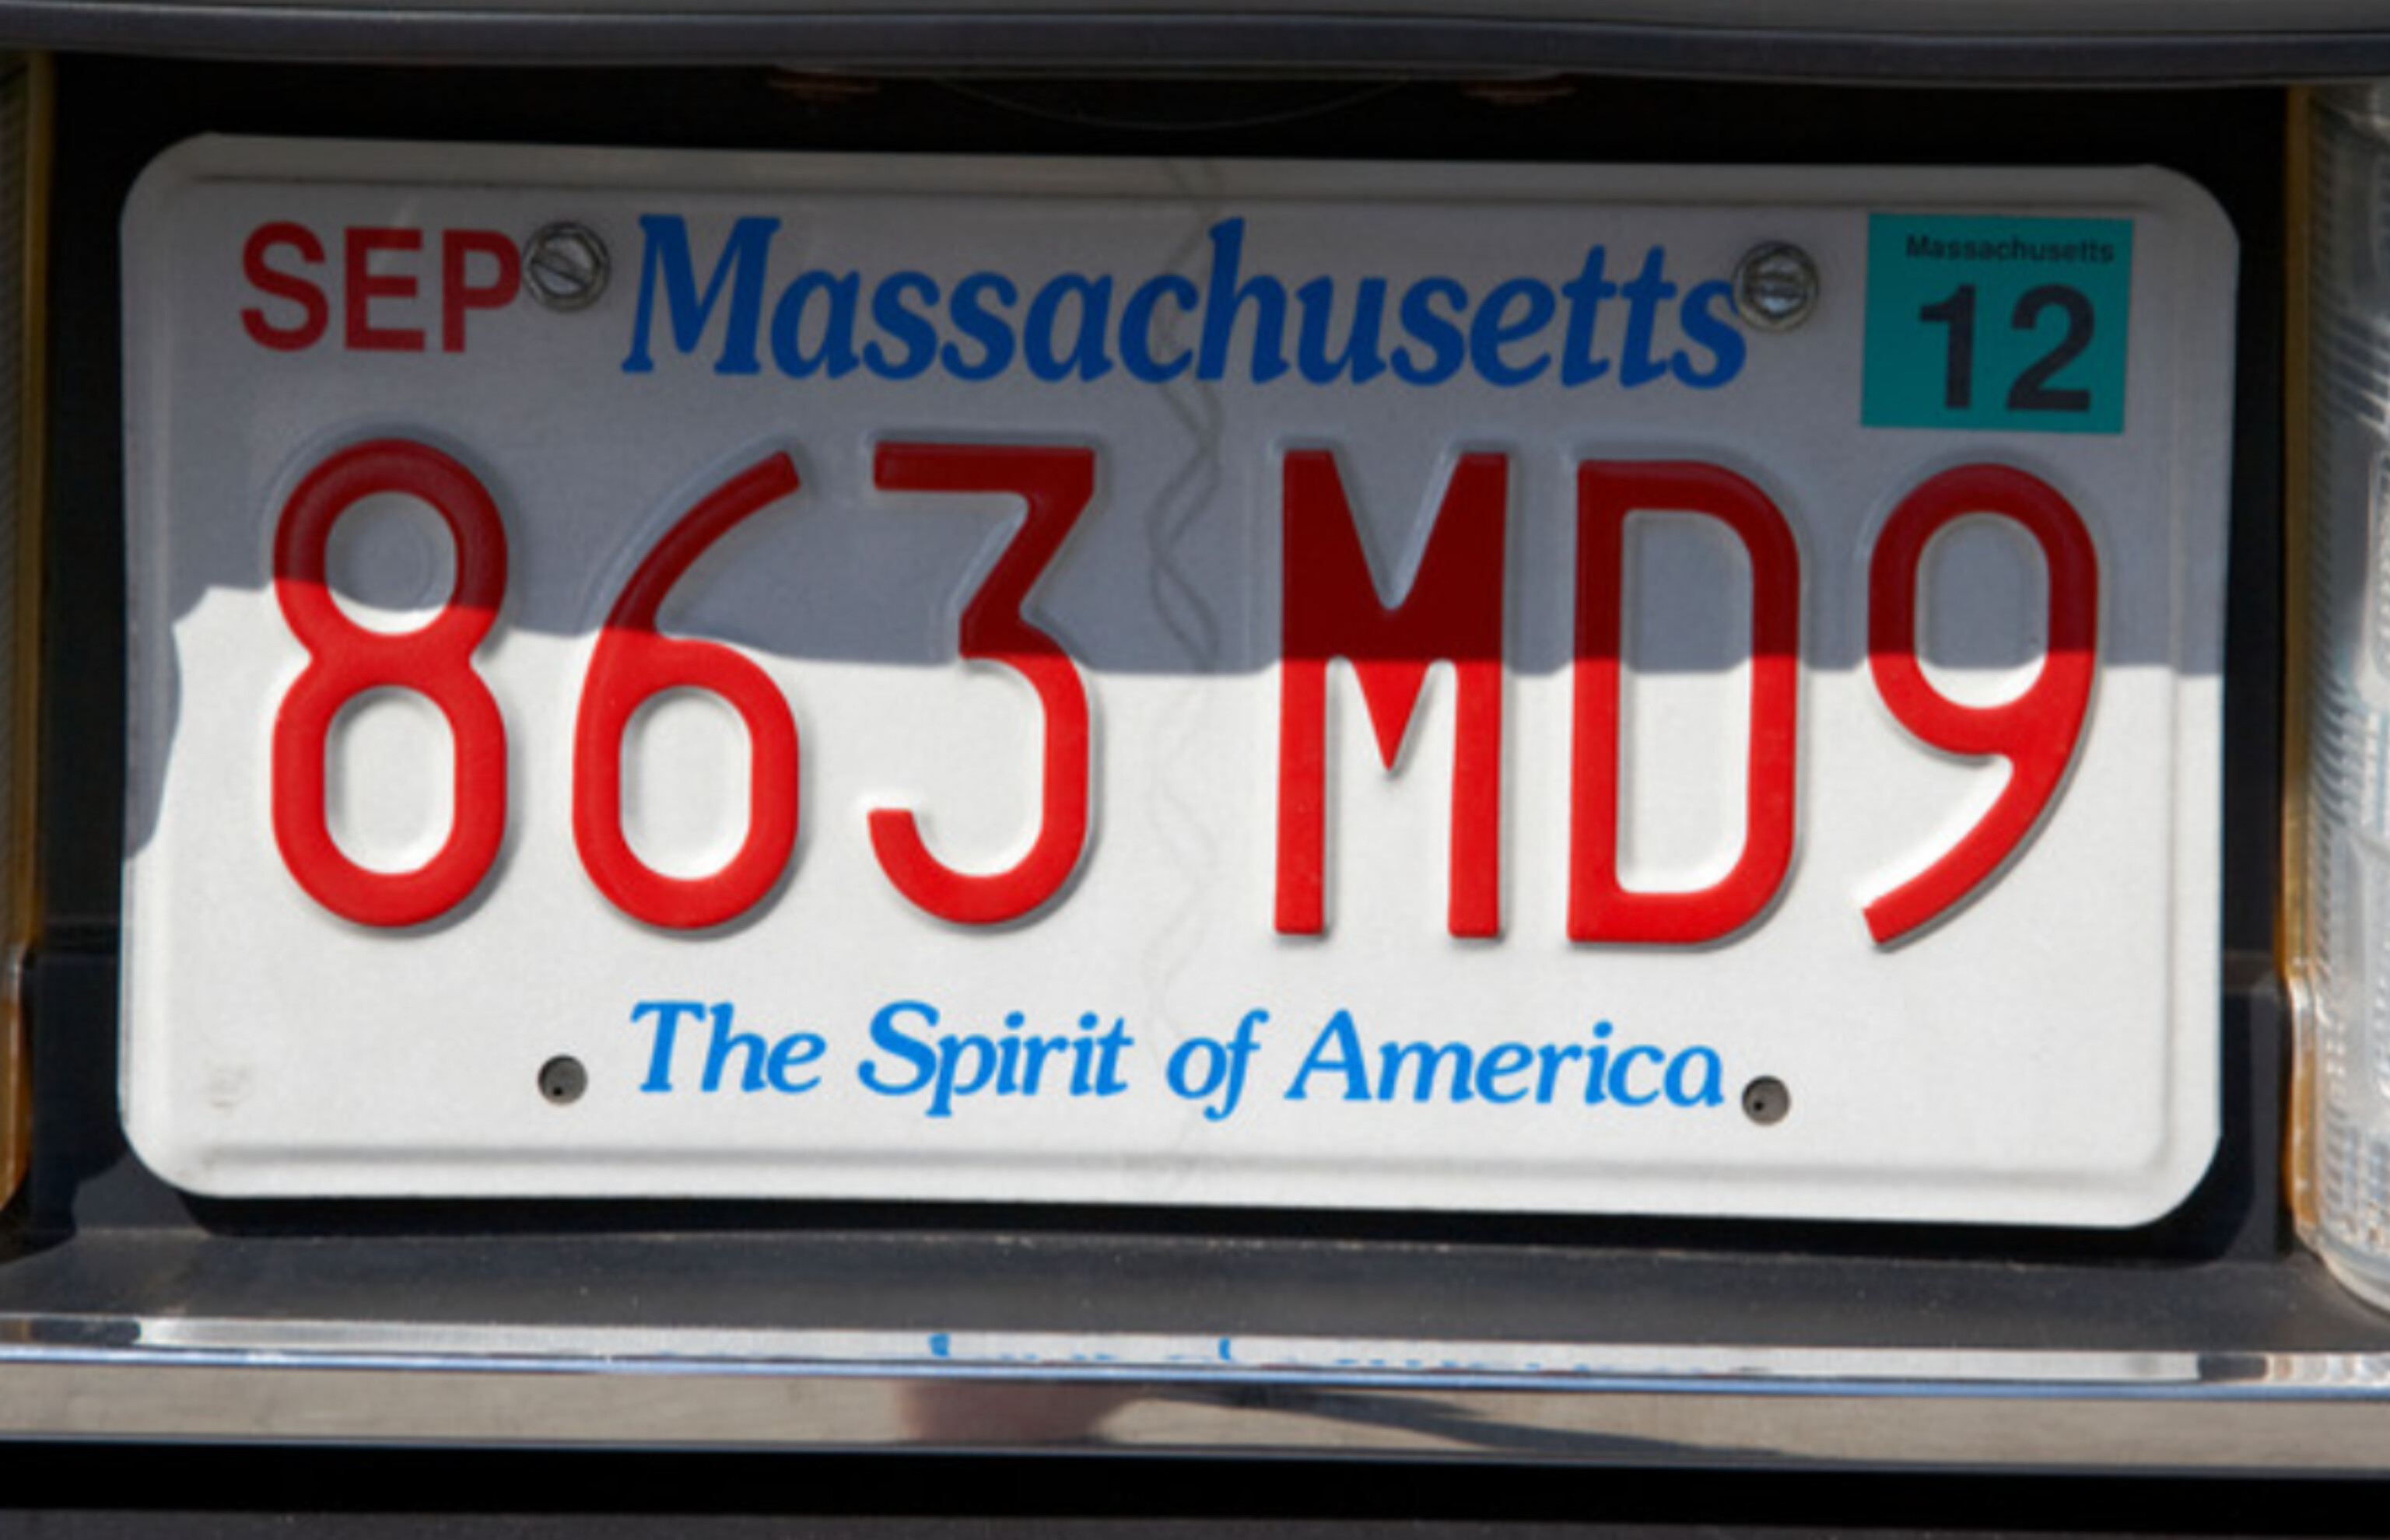 SEP Massachusetts
Massachusetts
12
863 MD9
The Spirit of America